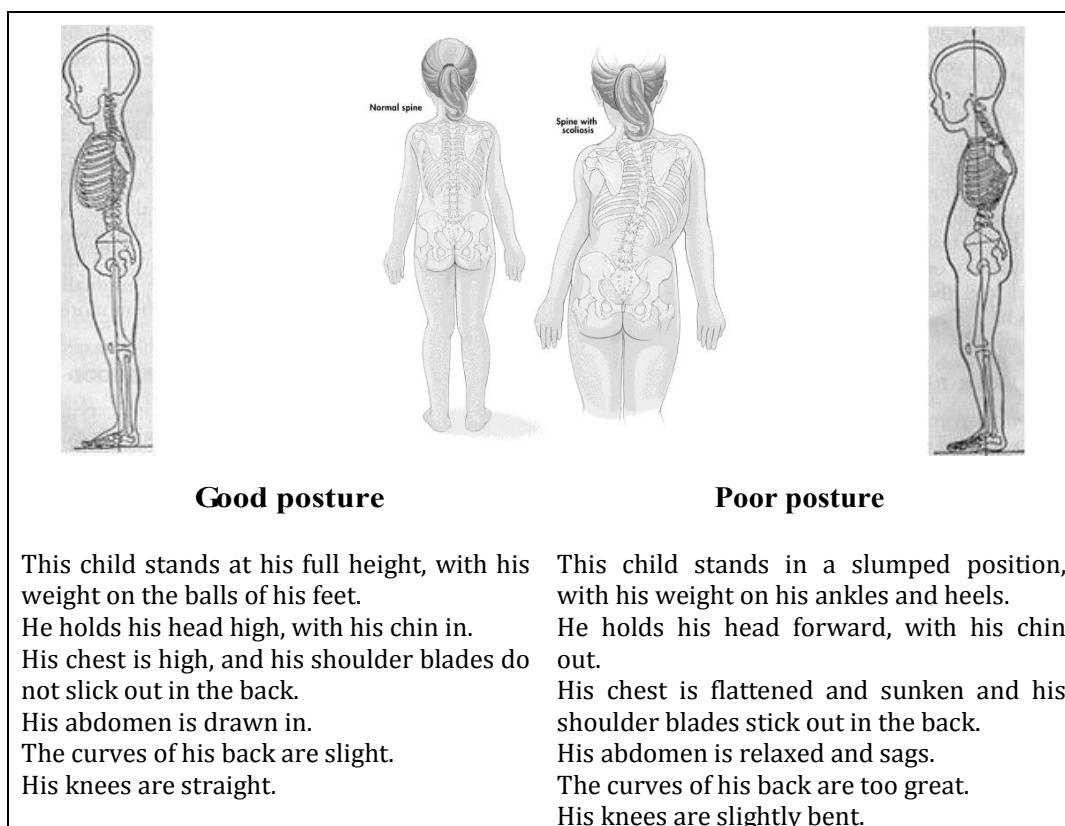 Normal spine
Spine with
scoliosis
Good posture
This child stands at his full height, with his
weight on the balls of his feet.
He holds his head high, with his chin in.
His chest is high, and his shoulder blades do
not slick out in the back.
His abdomen is drawn in.
The curves of his back are slight.
His knees are straight.
Poor posture
This child stands in a slumped position,
with his weight on his ankles and heels.
He holds his head forward, with his chin
out.
His chest is flattened and sunken and his
shoulder blades stick out in the back.
His abdomen is relaxed and sags.
The curves of his back are too great.
His knees are slightly bent.